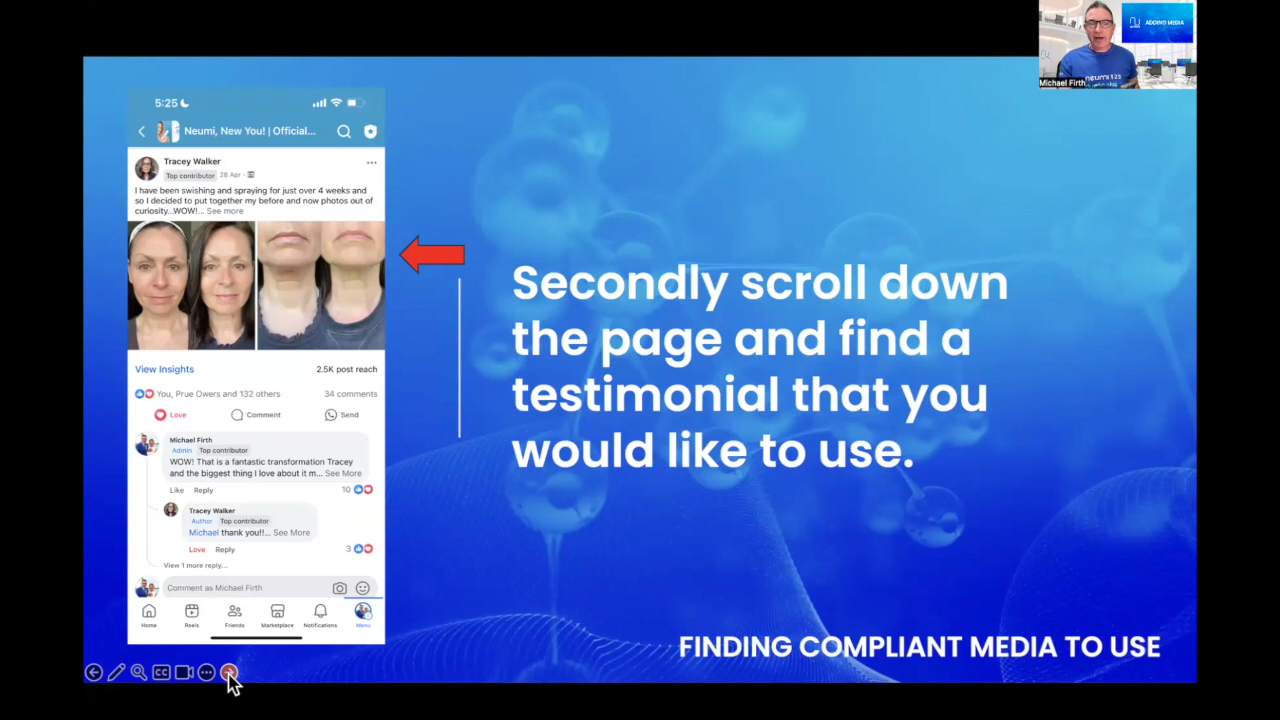 ADDING MEDIA
neumi 123
Michael Firth
5:25
Neumi, New You! | Official...
Tracey Walker
Top contributor 28 Apr ·
I have been swishing and spraying for just over 4 weeks and
so I decided to put together my before and now photos out of
curiosity...WOW!... See more
View Insights 2.5K post reach
You, Prue Owers and 132 others 34 comments
Love Comment Send
Michael Firth
Admin Top contributor
WOW! That is a fantastic transformation Tracey
and the biggest thing I love about it m... See More
Like Reply 10
Tracey Walker
Author Top contributor
Michael thank you!!... See More
Love Reply 3
View 1 more reply...
Comment as Michael Firth
Home Reels Friends Marketplace Notifications Menu
Secondly scroll down
the page and find a
testimonial that you
would like to use.
FINDING COMPLIANT MEDIA TO USE
CC